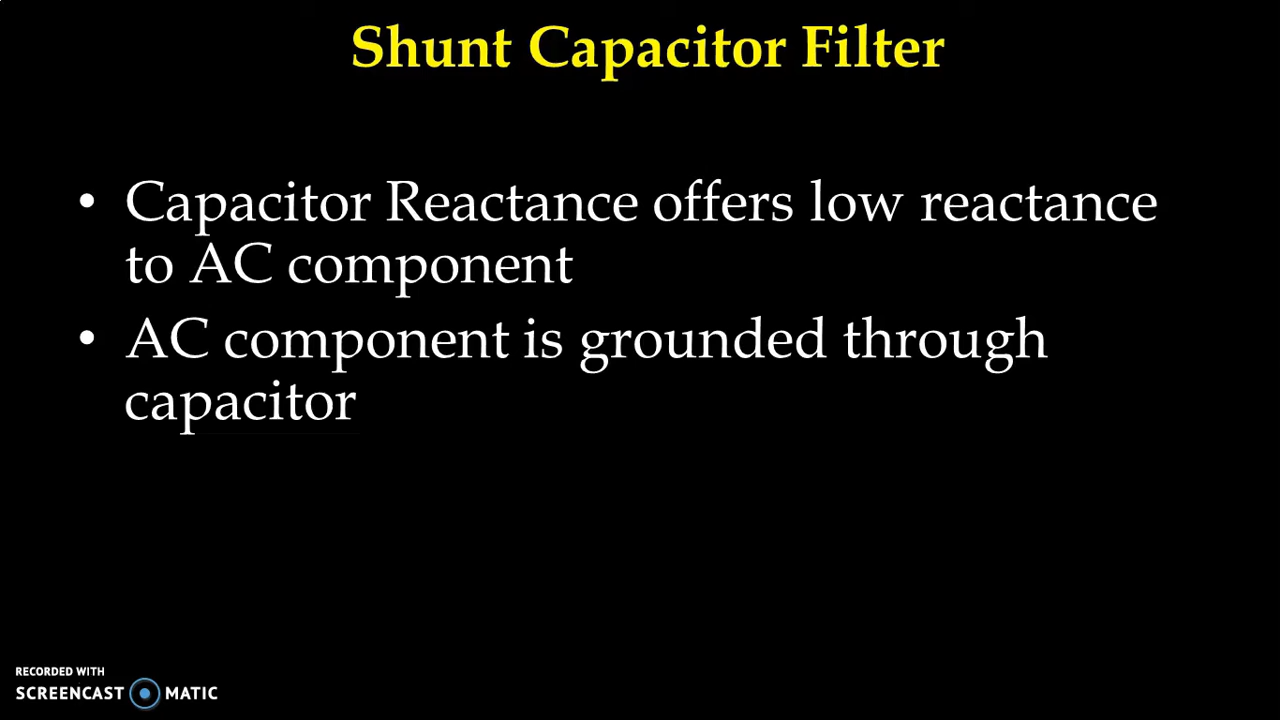 Shunt Capacitor Filter
• Capacitor Reactance offers low reactance
to AC component
• AC component is grounded through
capacitor
RECORDED WITH
SCREENCAST MATIC